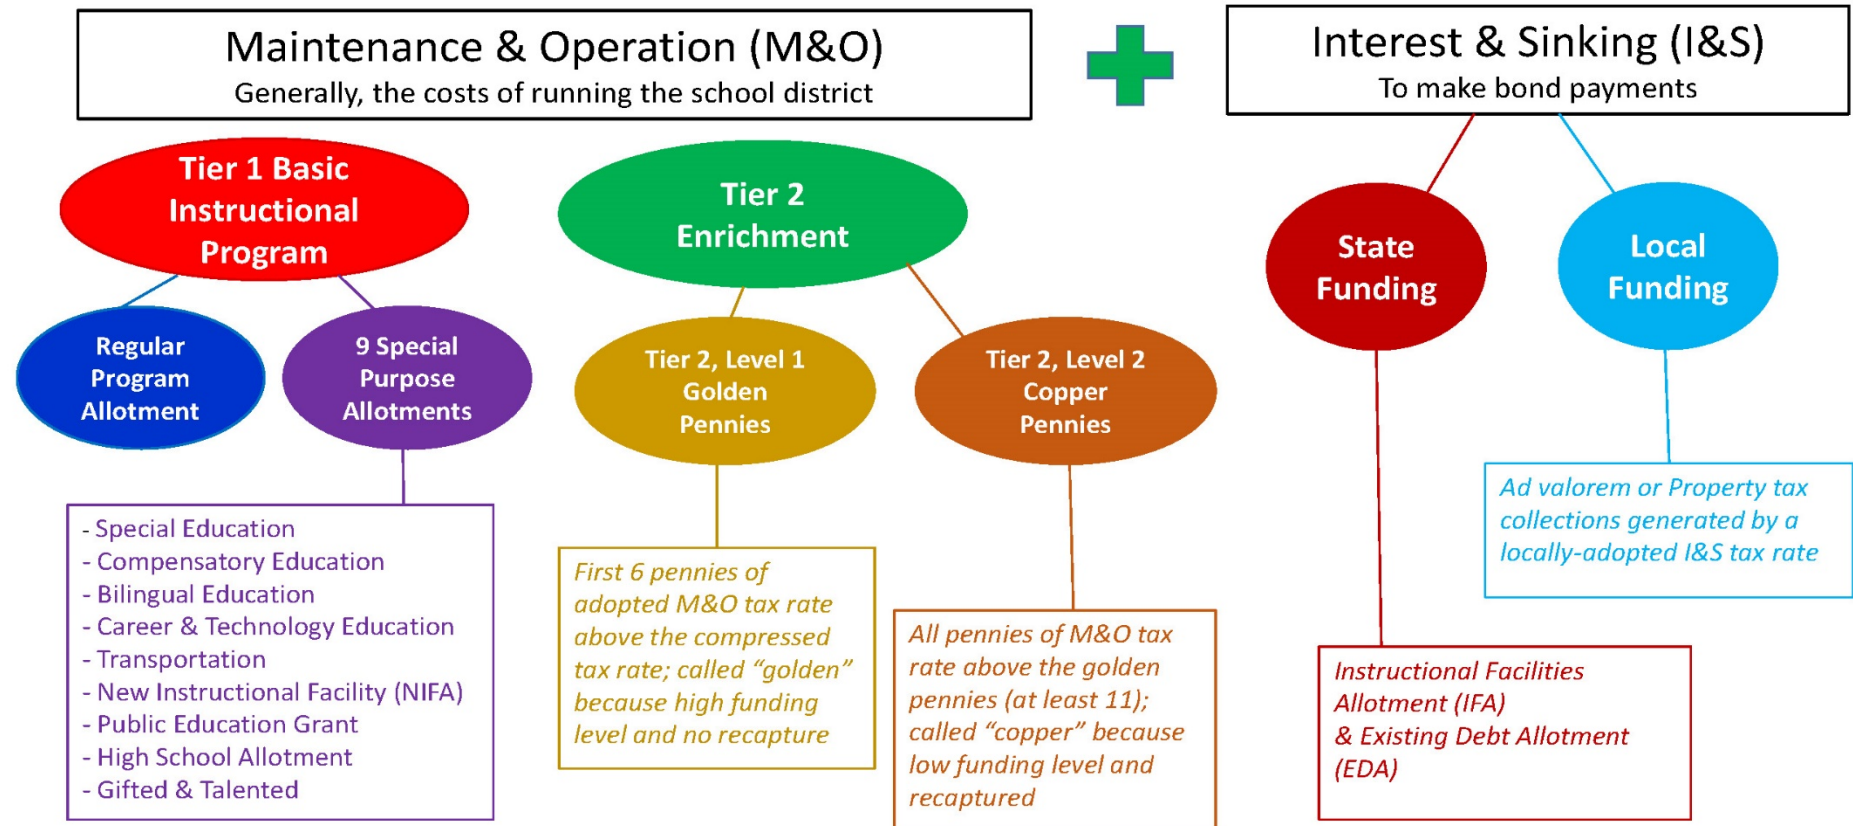 Maintenance & Operation (M&O)
Generally, the costs of running the school district
Interest & Sinking (I&S)
To make bond payments
Tier 1 Basic
Instructional
Program
Regular
Program
Allotment
9 Special
Purpose
Allotments
- Special Education
- Compensatory Education
- Bilingual Education
- Career & Technology Education
- Transportation
- New Instructional Facility (NIFA)
- Public Education Grant
- High School Allotment
- Gifted & Talented
Tier 2
Enrichment
Tier 2, Level 1
Golden
Pennies
First 6 pennies of
adopted M&O tax rate
above the compressed
tax rate; called “golden”
because high funding
level and no recapture
Tier 2, Level 2
Copper
Pennies
All pennies of M&O tax
rate above the golden
pennies (at least 11);
called “copper” because
low funding level and
recaptured
State
Funding
Instructional Facilities
Allotment (IFA)
& Existing Debt Allotment
(EDA)
Local
Funding
Ad valorem or Property tax
collections generated by a
locally-adopted I&S tax rate